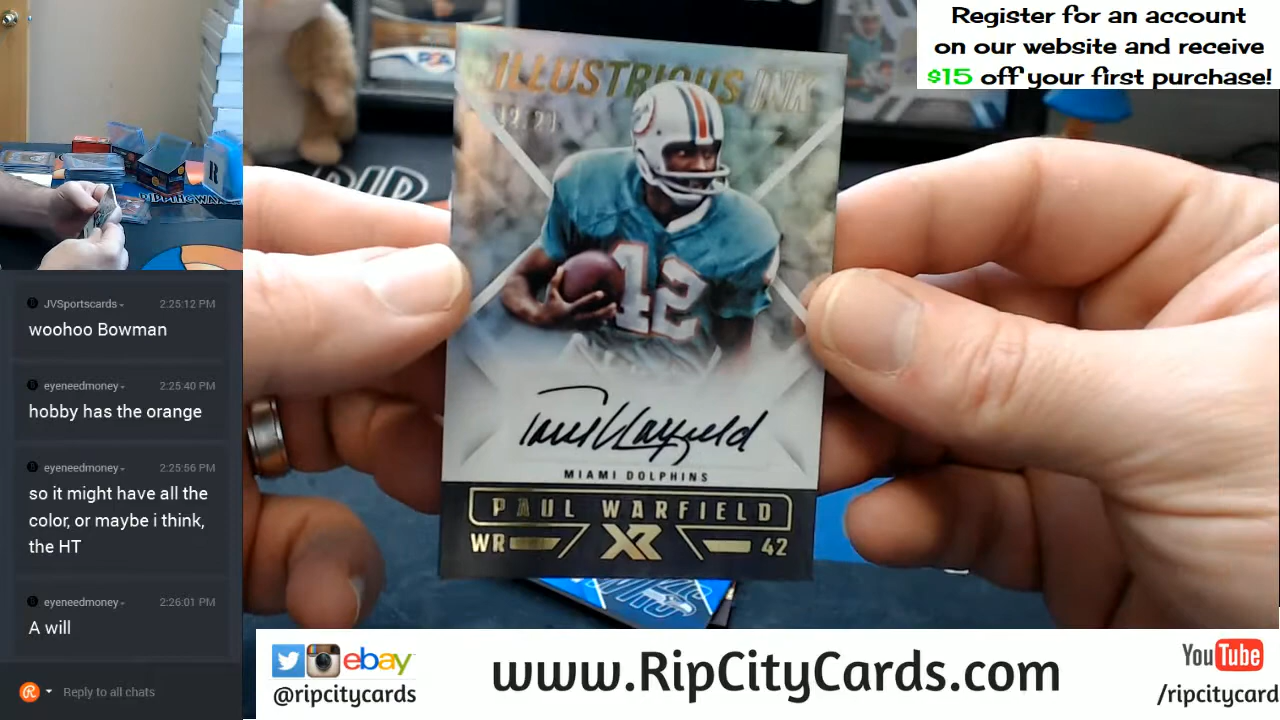 Register for an account
on our website and receive
$15 off your first purchase!
ILLUSTRIOUS INK
MIAMI DOLPHINS
PAUL WARFIELD
WR XR 42
42
R
JVSportscards 2:25:12 PM
woohoo Bowman
eyeneedmoney 2:25:40 PM
hobby has the orange
eyeneedmoney 2:25:56 PM
so it might have all the
color, or maybe i think,
the HT
eyeneedmoney 2:26:01 PM
A will
Reply to all chats
ebay
@ripcitycards
www.RipCityCards.com
YouTube
/ripcitycard